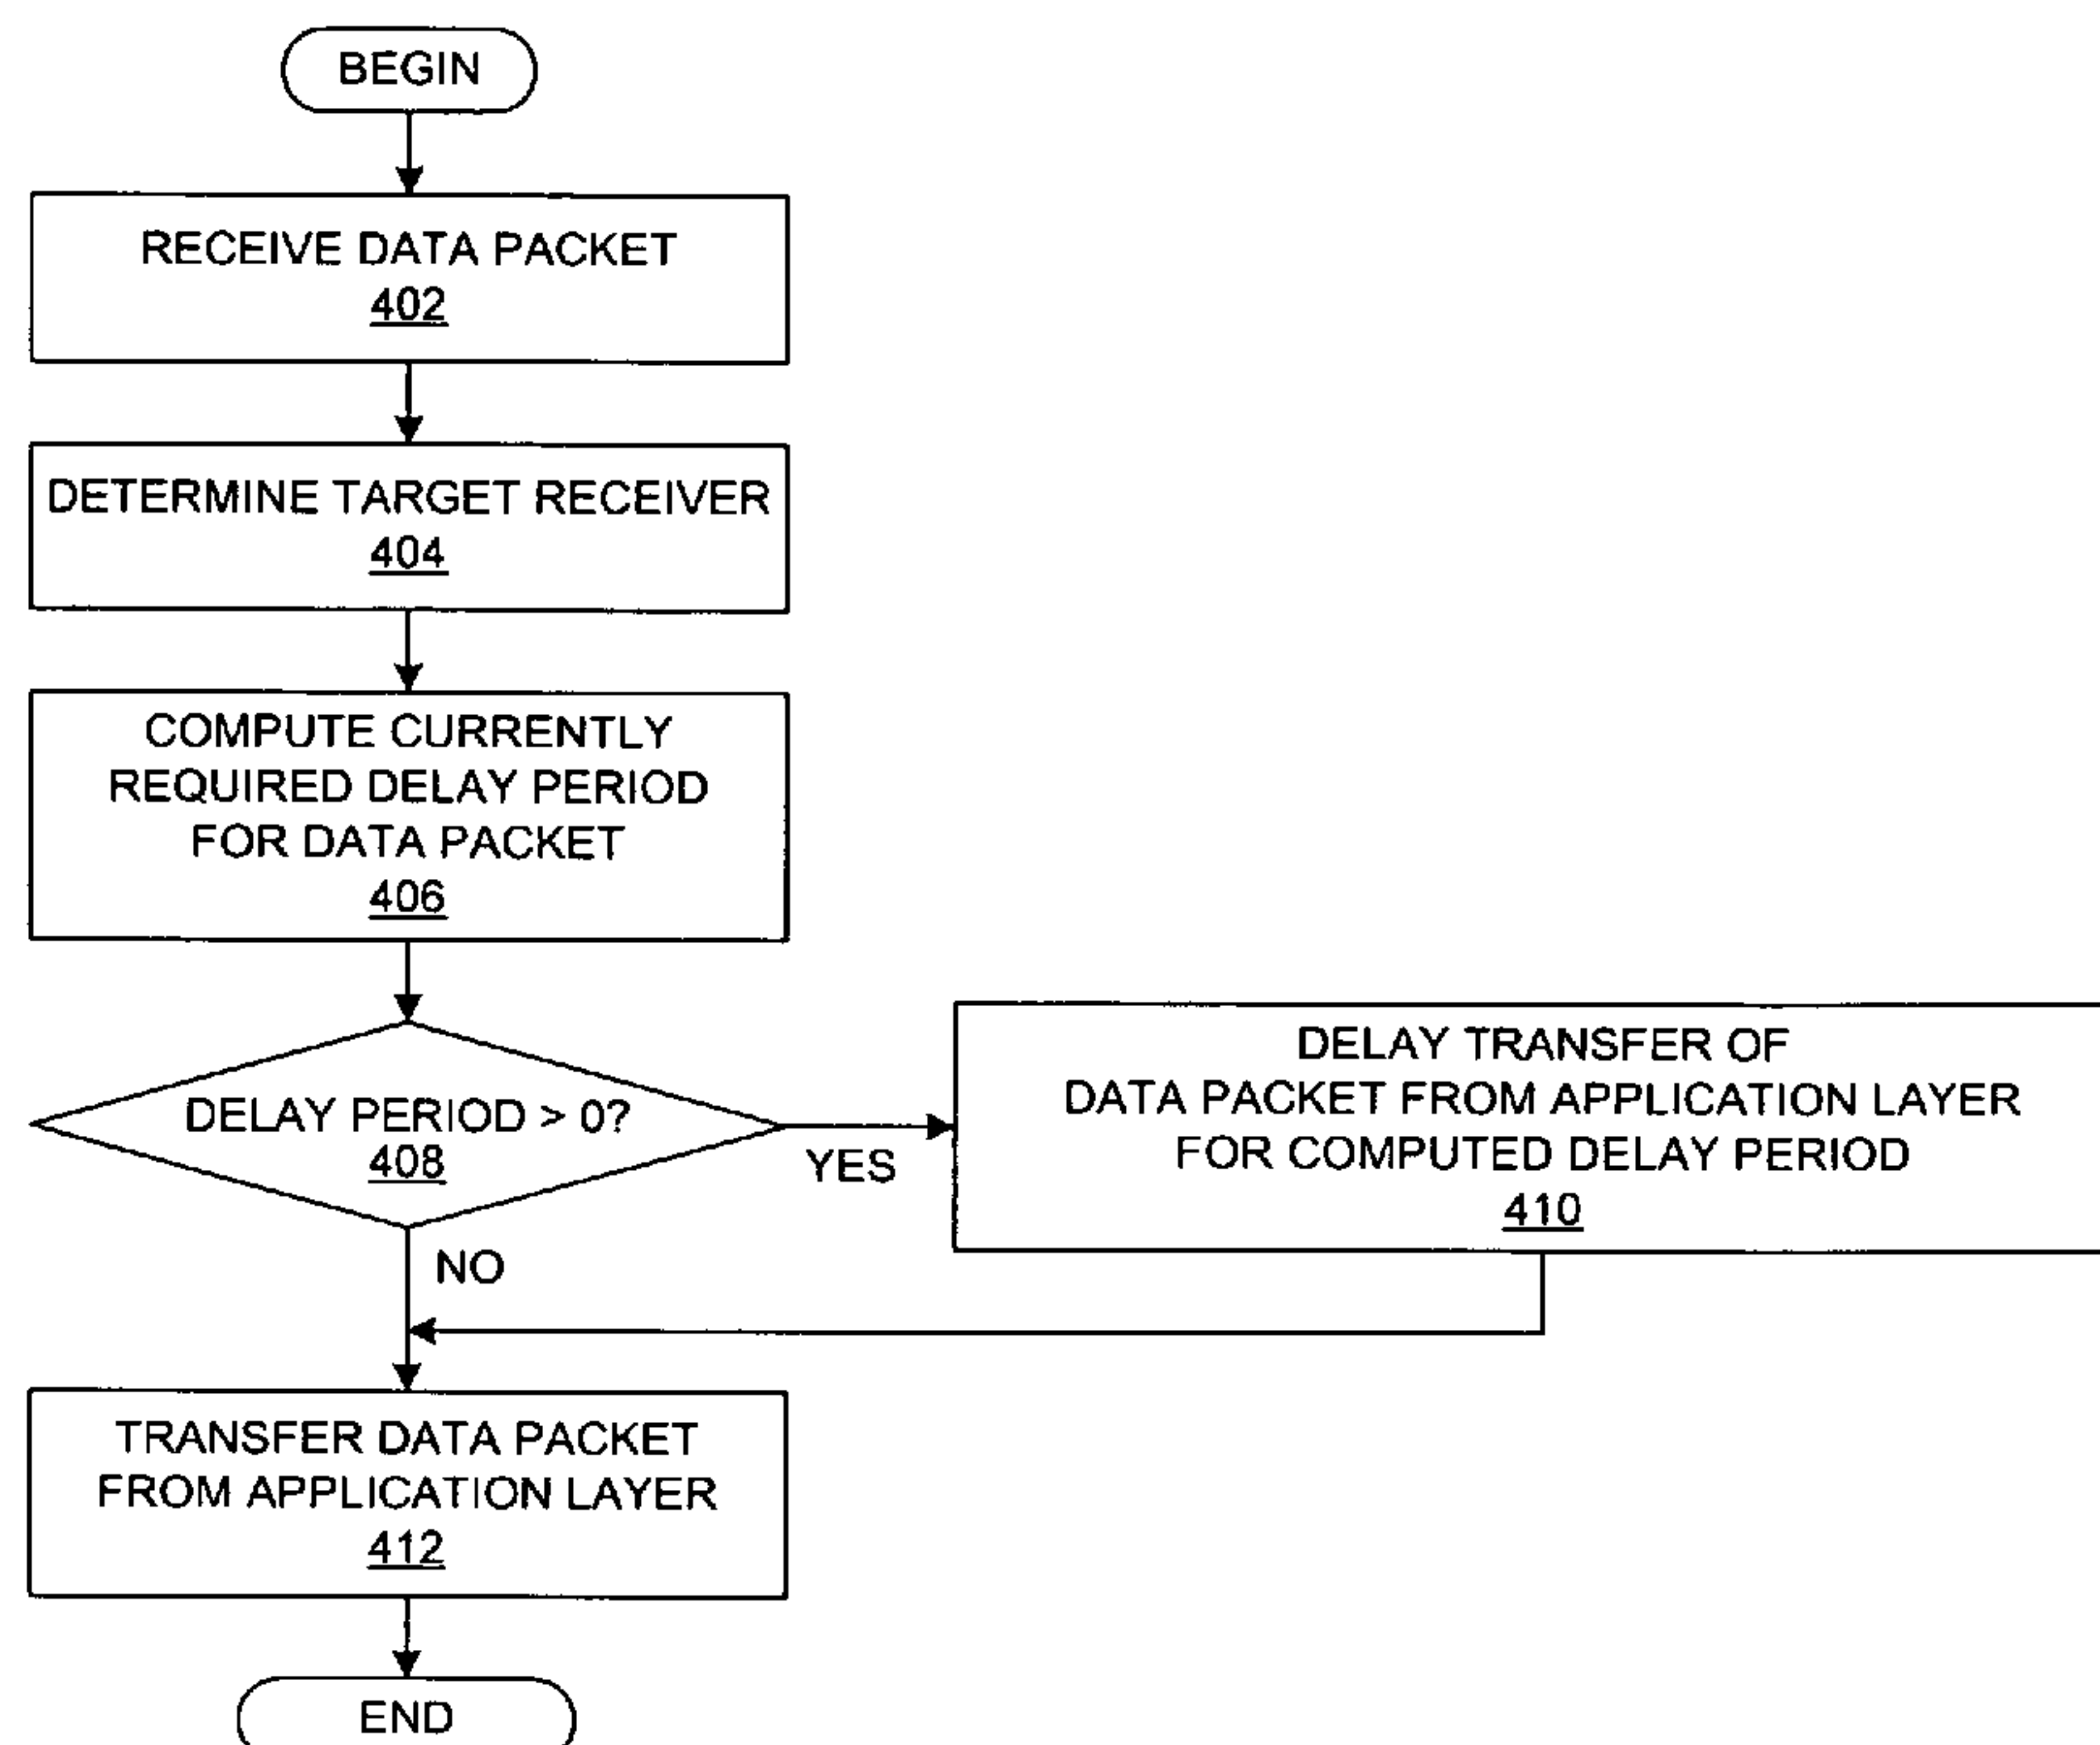 BEGIN
RECEIVE DATA PACKET
402
DETERMINE TARGET RECEIVER
404
COMPUTE CURRENTLY
REQUIRED DELAY PERIOD
FOR DATA PACKET
406
DELAY PERIOD > 0?
408
YES
DELAY TRANSFER OF
DATA PACKET FROM APPLICATION LAYER
FOR COMPUTED DELAY PERIOD
410
NO
TRANSFER DATA PACKET
FROM APPLICATION LAYER
412
END